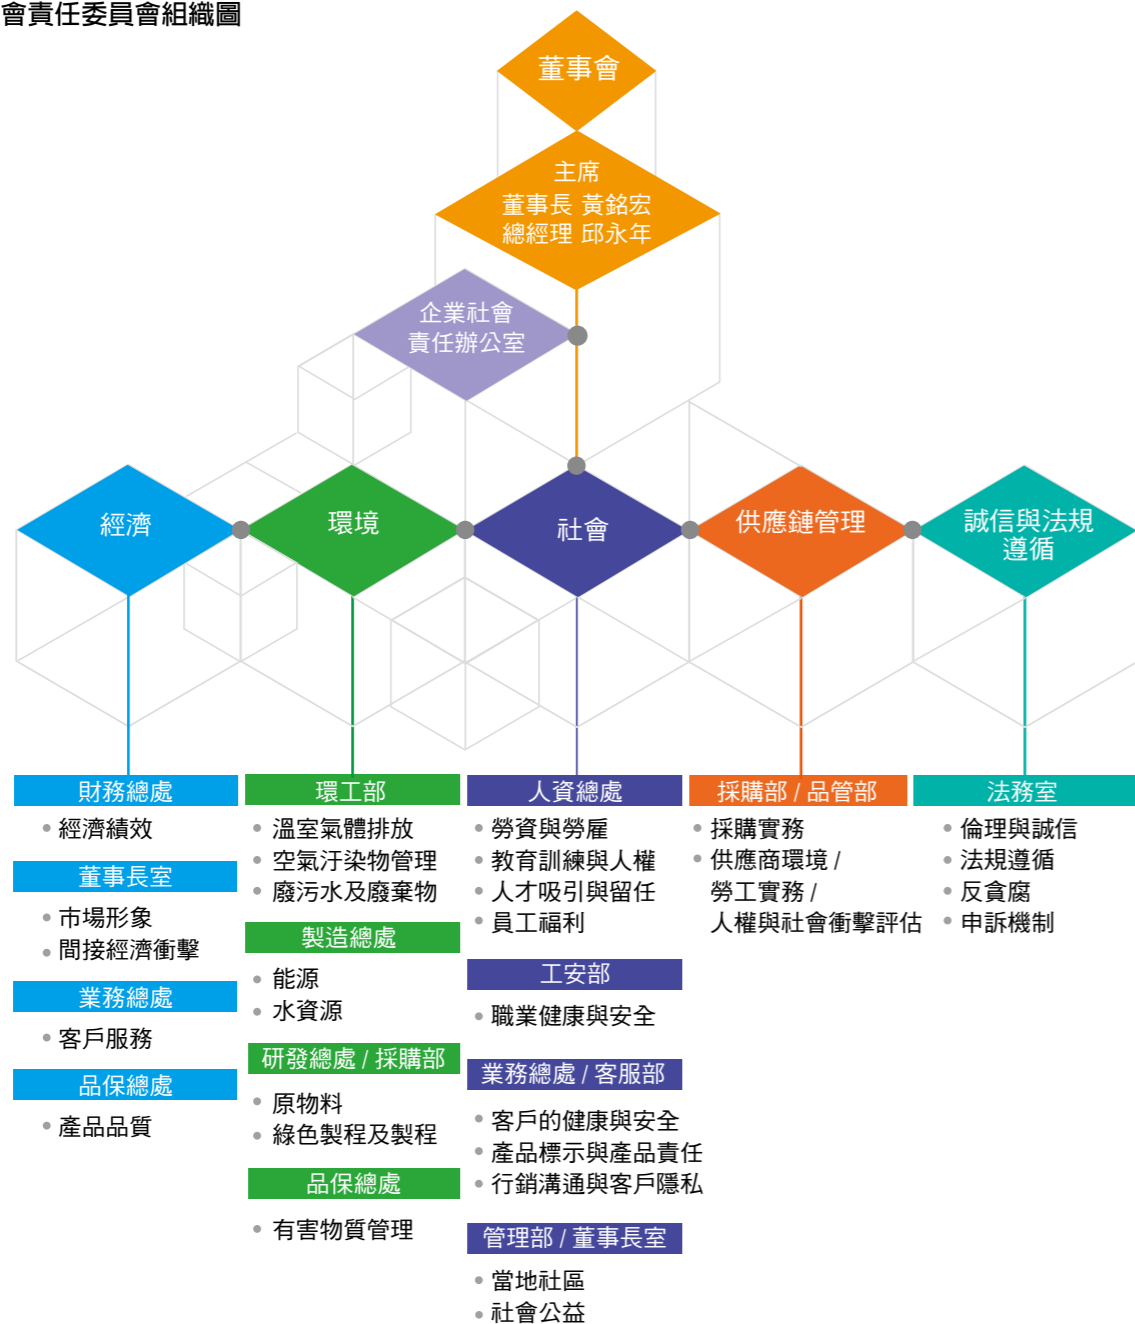 會責任委員會組織圖
董事會
主席
董事長 黃銘宏
總經理 邱永年
企業社會
責任辦公室
經濟
環境
社會
供應鏈管理
誠信與法規
遵循
財務總處
經濟績效
董事長室
市場形象
間接經濟衝擊
業務總處
客戶服務
品保總處
產品品質
環工部
溫室氣體排放
空氣汙染物管理
廢污水及廢棄物
製造總處
能源
水資源
研發總處 / 採購部
原物料
綠色製程及製程
品保總處
有害物質管理
人資總處
勞資與勞雇
教育訓練與人權
人才吸引與留任
員工福利
工安部
職業健康與安全
業務總處 / 客服部
客戶的健康與安全
產品標示與產品責任
行銷溝通與客戶隱私
管理部 / 董事長室
當地社區
社會公益
採購部 / 品管部
採購實務
供應商環境 /
勞工實務 /
人權與社會衝擊評估
法務室
倫理與誠信
法規遵循
反貪腐
申訴機制